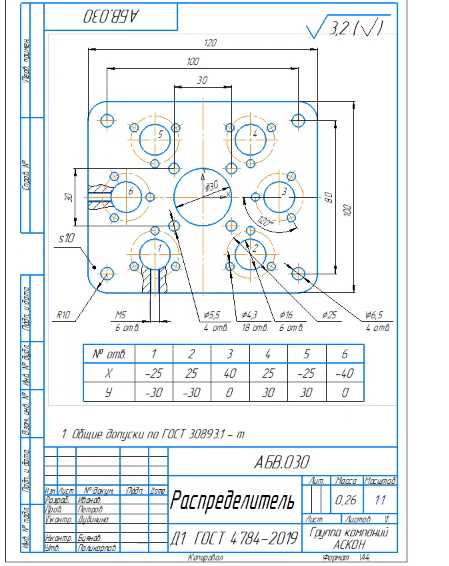 АБВ.030
3,2 (√)
Перв. примен.
Справ. №
Подп. и дата
Инв. № дубл.
Взам. инв. №
Подп. и дата
Инв. № подл.
120
100
30
5
4
6
3
1
2
⌀30
120°
30
80
100
s10
R10
M5
6 отв.
⌀5,5
4 отв.
⌀4,3
18 отв.
⌀16
6 отв.
⌀25
⌀6,5
4 отв.
№ отв. 1 2 3 4 5 6
X -25 25 40 25 -25 -40
У -30 -30 0 30 30 0
1. Общие допуски по ГОСТ 30893.1 - m
АБВ.030
Изм. Лист № докум. Подп. Дата
Разраб. Иванов
Пров. Петров
Т.контр.
Н.контр.
Утв. Поликарпов
Распределитель
Лит. Масса Масштаб
0,26 1:1
Лист Листов 1
Д1 ГОСТ 4784-2019
Группа компаний
АСКОН
Копировал Формат А4